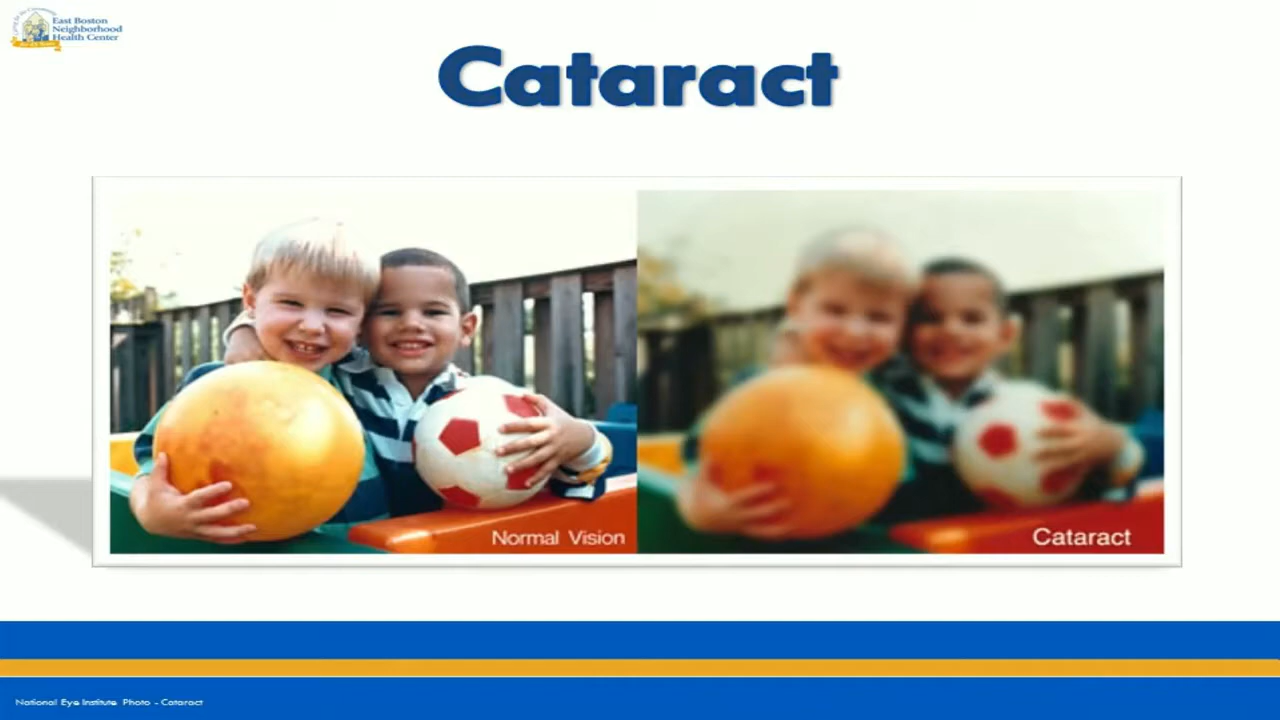 East Boston
Neighborhood
Health Center
Cataract
Normal Vision
Cataract
National Eye Institute Photo - Cataract